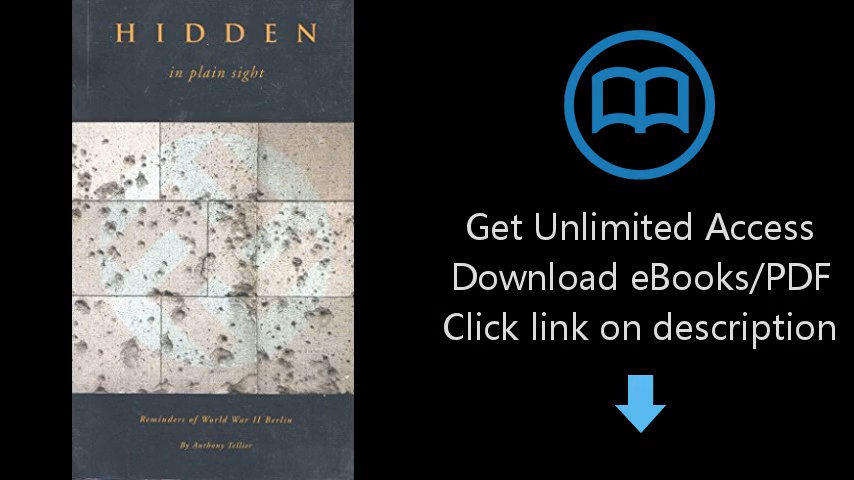 HIDDEN
in plain sight
Reminders of World War II Berlin
By Anthony Tellier
Get Unlimited Access
Download eBooks/PDF
Click link on description